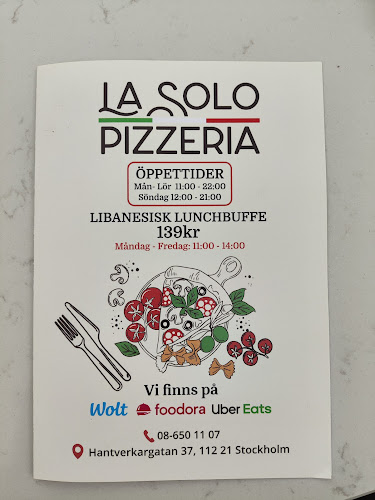 LA SOLO
PIZZERIA
ÖPPETTIDER
Mån- Lör 11:00 - 22:00
Söndag 12:00 - 21:00
LIBANESISK LUNCHBUFFE
139kr
Måndag - Fredag: 11:00 - 14:00
Vi finns på
Wolt foodora Uber Eats
08-650 11 07
Hantverkargatan 37, 112 21 Stockholm